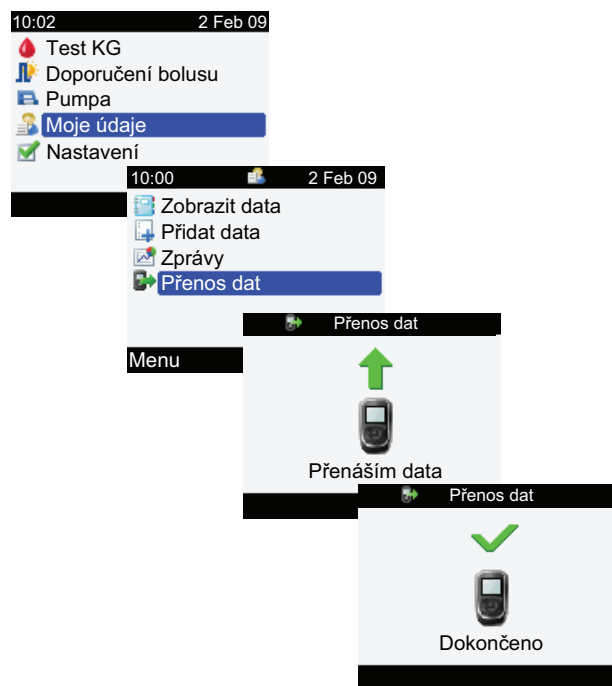 10:02 2 Feb 09
Test KG
Doporučení bolusu
Pumpa
Moje údaje
Nastavení
10:00 2 Feb 09
Zobrazit data
Přidat data
Zprávy
Přenos dat
Menu
Přenos dat
Přenáším data
Přenos dat
Dokončeno